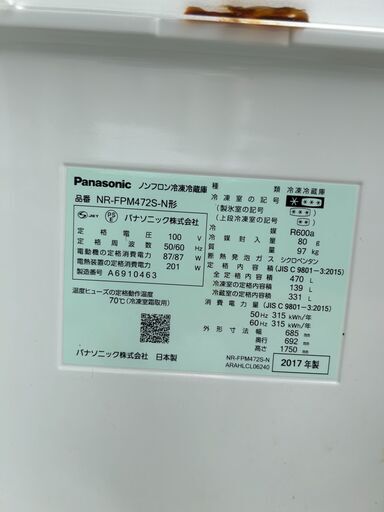 Panasonic ノンフロン冷凍冷蔵庫
品番 NR-FPM472S-N形
JET PSE パナソニック株式会社
定格電圧 100 V
定格周波数 50/60 Hz
電動機の定格消費電力 87/87 W
電熱装置の定格消費電力 201 W
製造番号 A6910463
温度ヒューズの定格動作温度
70℃(冷凍室霜取用)
パナソニック株式会社 日本製
種類 冷凍冷蔵庫
冷凍室の記号
(製氷室の記号
(上段冷凍室の記号
冷媒 R600a
冷媒封入量 80 g
質量 97 kg
断熱発泡ガス シクロペンタン
定格内容積 (JIS C 9801-3:2015)
全定格内容積 470 L
冷凍室の定格内容積 139 L
冷蔵室の定格内容積 331 L
消費電力量 (JIS C 9801-3:2015)
50Hz 315 kWh/年
60Hz 315 kWh/年
外形寸法 幅 685 mm
奥行 692 mm
高さ 1750 mm
NR-FPM472S-N
ARAHLCL06240
2017年製